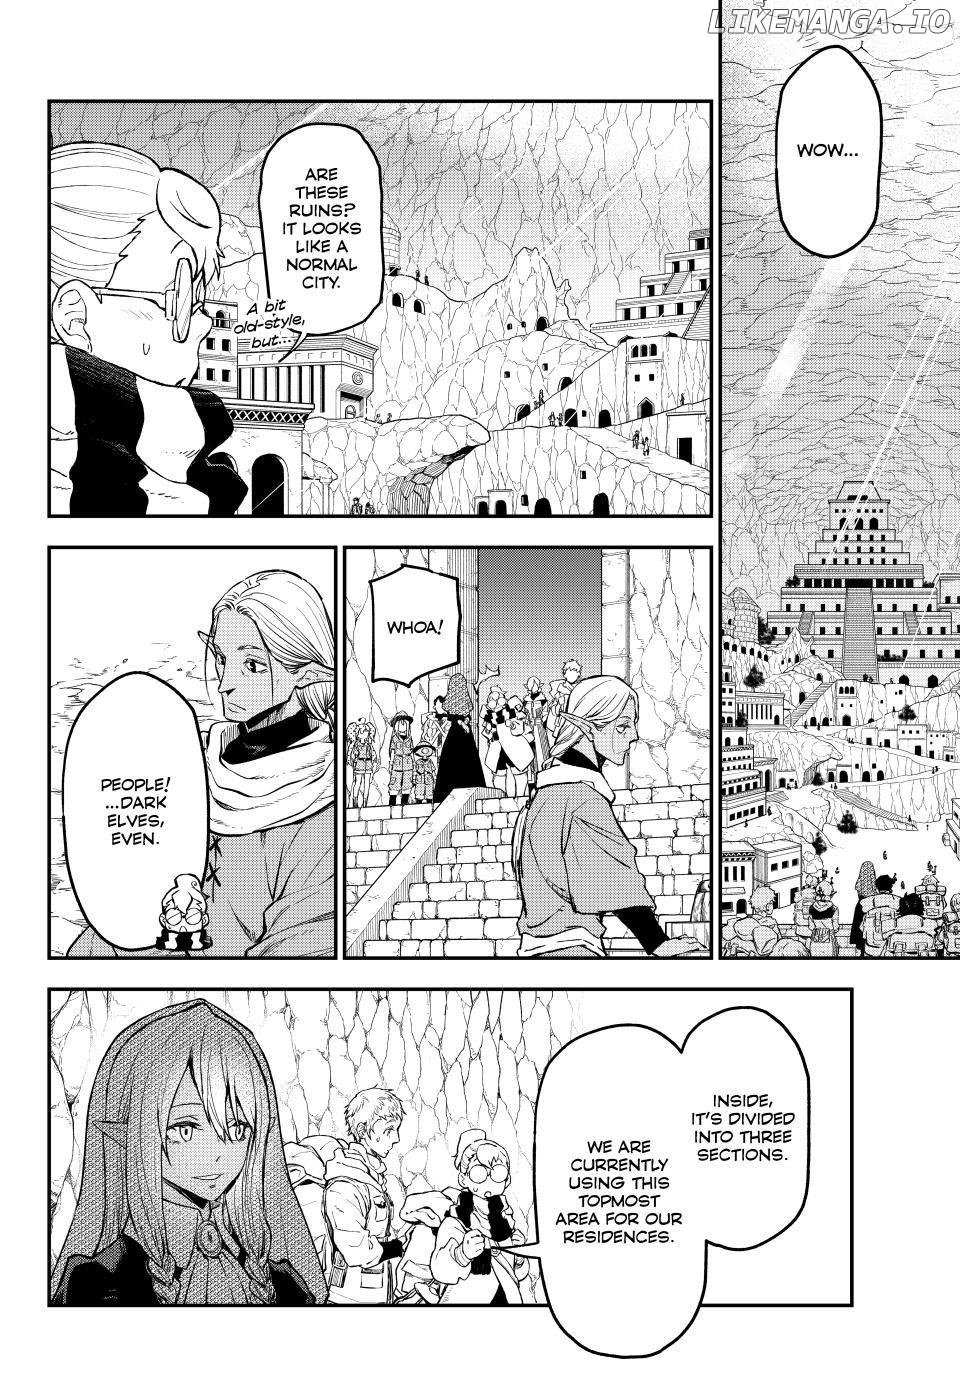 LIKEMANGA.IO
WOW...
ARE
THESE
RUINS?
IT LOOKS
LIKE A
NORMAL
CITY.
A bit
old-style,
but...
WHOA!
PEOPLE!
...DARK
ELVES,
EVEN.
INSIDE,
IT'S DIVIDED
INTO THREE
SECTIONS.
WE ARE
CURRENTLY
USING THIS
TOPMOST
AREA FOR OUR
RESIDENCES.